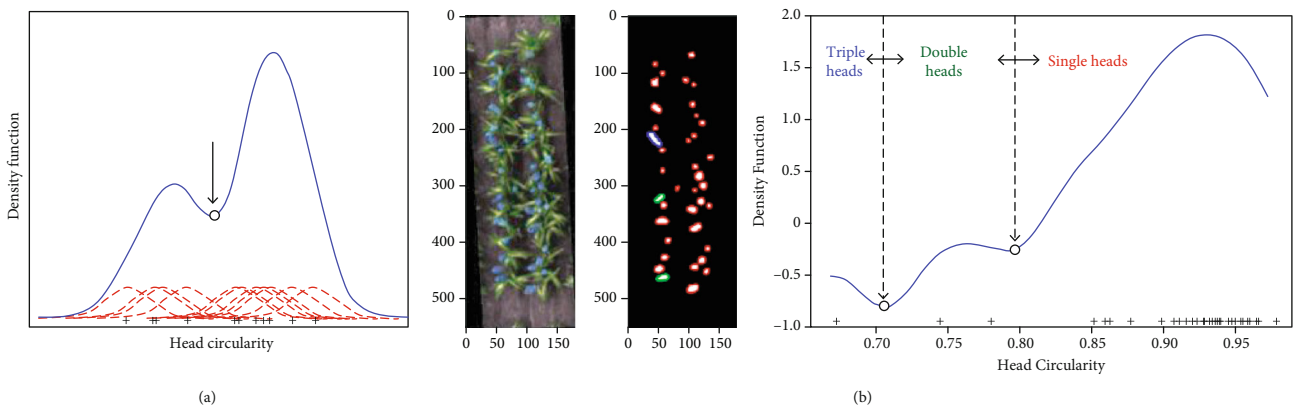 Density function
Head circularity
(a)
0
100
200
300
400
500
0 50 100 150
0
100
200
300
400
500
0 50 100 150
Density Function
2.0
1.5
1.0
0.5
0
−0.5
−1.0
Triple
heads
Double
heads
Single heads
0.70 0.75 0.80 0.85 0.90 0.95
Head Circularity
(b)